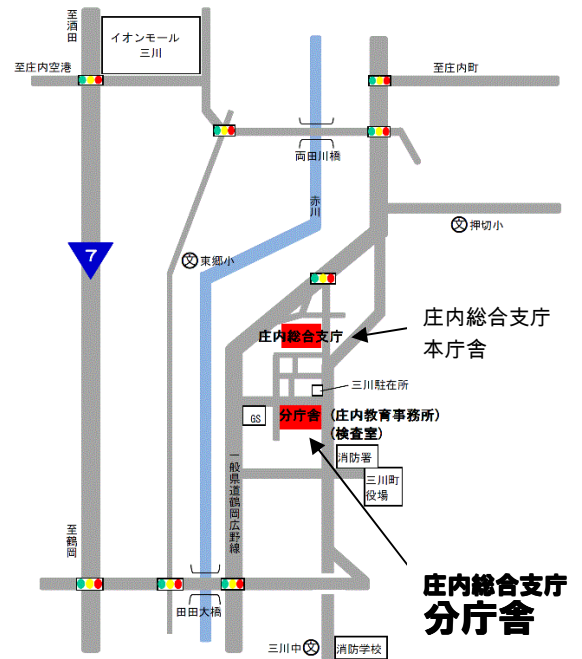 至酒田
イオンモール
三川
至庄内空港
至庄内町
両田川橋
赤川
文 押切小
文 東郷小
7
庄内総合支庁
本庁舎
庄内総合支庁
三川駐在所
GS
分庁舎 (庄内教育事務所)
(検査室)
消防署
三川町
役場
一般県道鶴岡広野線
至鶴岡
田田大橋
庄内総合支庁
分庁舎
三川中 文
消防学校